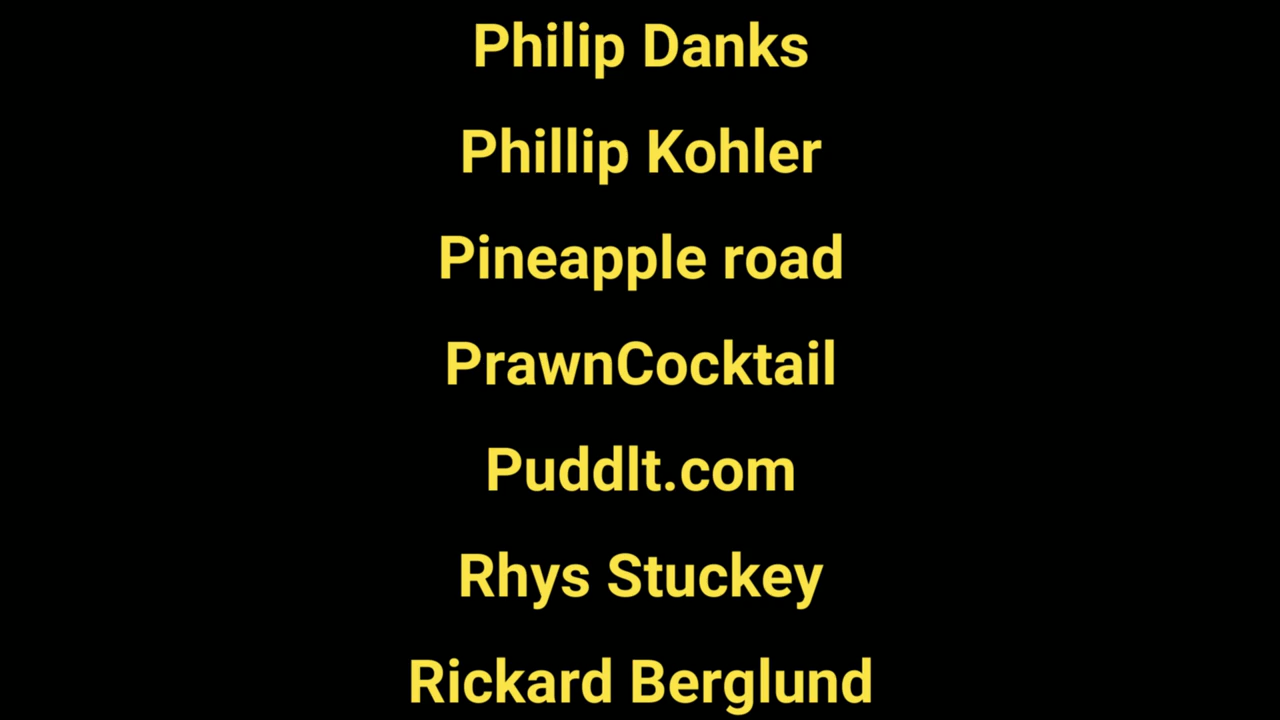 Philip Danks
Phillip Kohler
Pineapple road
PrawnCocktail
Puddlt.com
Rhys Stuckey
Rickard Berglund